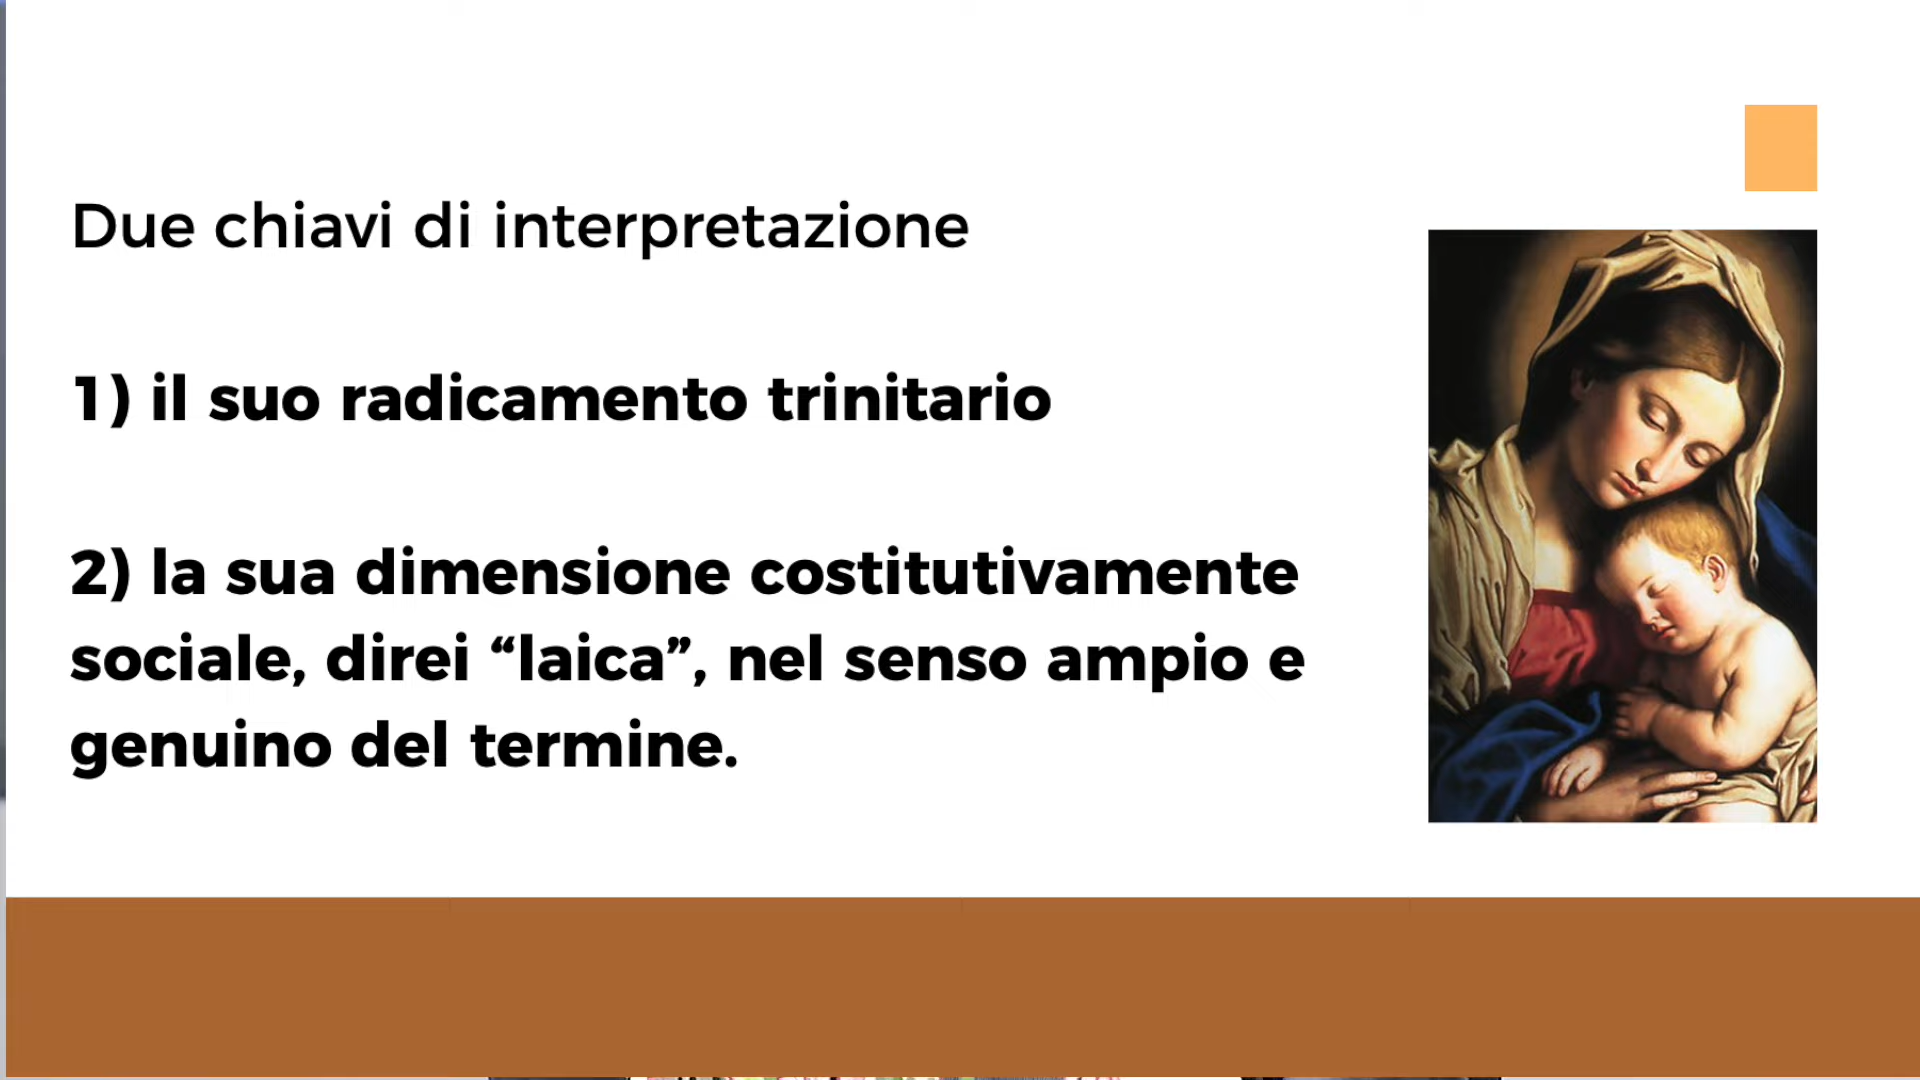 Due chiavi di interpretazione
1) il suo radicamento trinitario
2) la sua dimensione costitutivamente
sociale, direi “laica”, nel senso ampio e
genuino del termine.